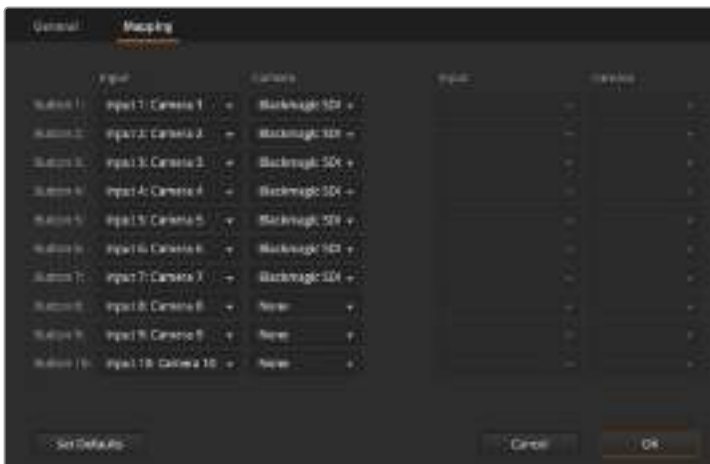 General Mapping
Input Camera Input Camera
Button 1: Input 1: Camera 1 Blackmagic SDI
Button 2: Input 2: Camera 2 Blackmagic SDI
Button 3: Input 3: Camera 3 Blackmagic SDI
Button 4: Input 4: Camera 4 Blackmagic SDI
Button 5: Input 5: Camera 5 Blackmagic SDI
Button 6: Input 6: Camera 6 Blackmagic SDI
Button 7: Input 7: Camera 7 Blackmagic SDI
Button 8: Input 8: Camera 8 None
Button 9: Input 9: Camera 9 None
Button 10: Input 10: Camera 10 None
Set Defaults Cancel OK